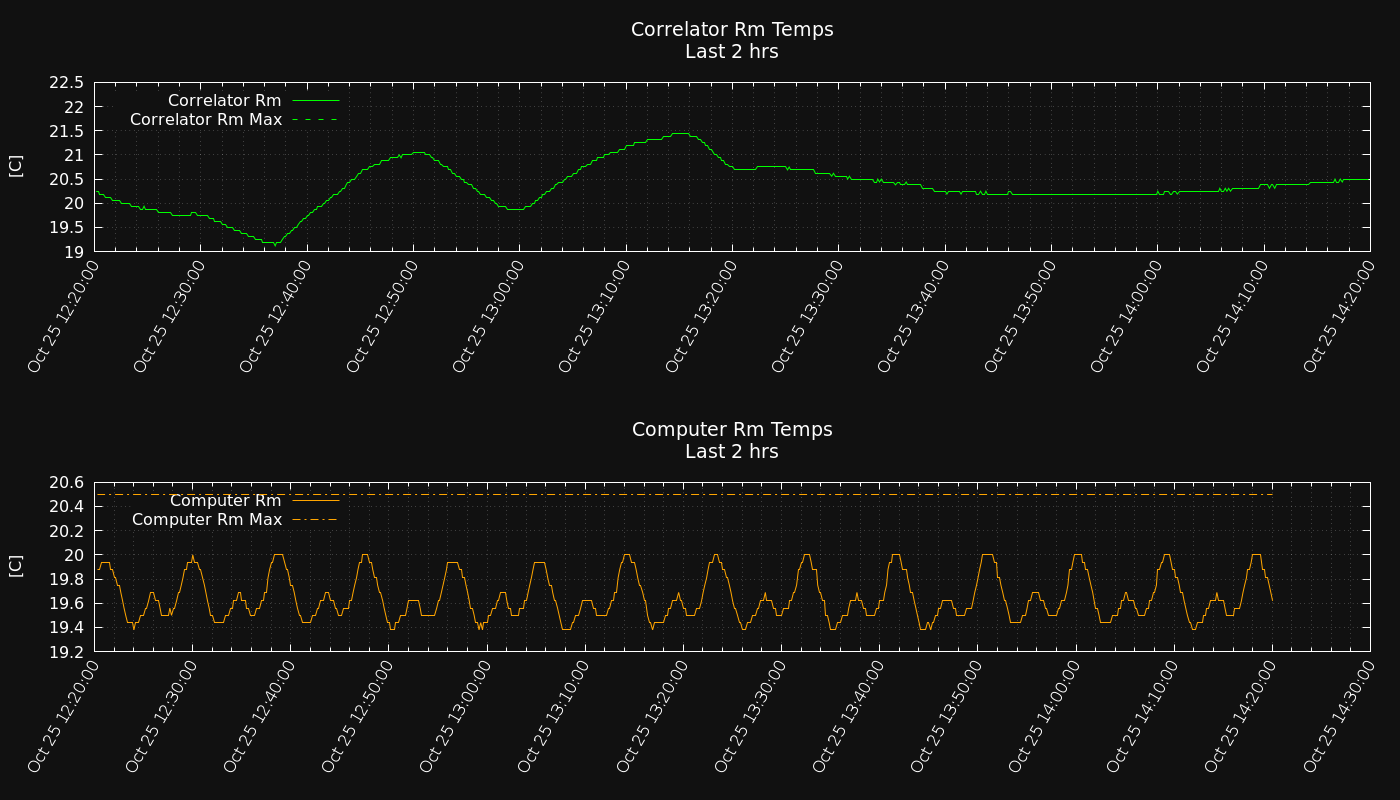 Correlator Rm Temps
Last 2 hrs
22.5
22
21.5
21
20.5
20
19.5
19
[C]
Correlator Rm
Correlator Rm Max
Oct 25 12:20:00
Oct 25 12:30:00
Oct 25 12:40:00
Oct 25 12:50:00
Oct 25 13:00:00
Oct 25 13:10:00
Oct 25 13:20:00
Oct 25 13:30:00
Oct 25 13:40:00
Oct 25 13:50:00
Oct 25 14:00:00
Oct 25 14:10:00
Oct 25 14:20:00
Computer Rm Temps
Last 2 hrs
20.6
20.4
20.2
20
19.8
19.6
19.4
19.2
[C]
Computer Rm
Computer Rm Max
Oct 25 12:20:00
Oct 25 12:30:00
Oct 25 12:40:00
Oct 25 12:50:00
Oct 25 13:00:00
Oct 25 13:10:00
Oct 25 13:20:00
Oct 25 13:30:00
Oct 25 13:40:00
Oct 25 13:50:00
Oct 25 14:00:00
Oct 25 14:10:00
Oct 25 14:20:00
Oct 25 14:30:00